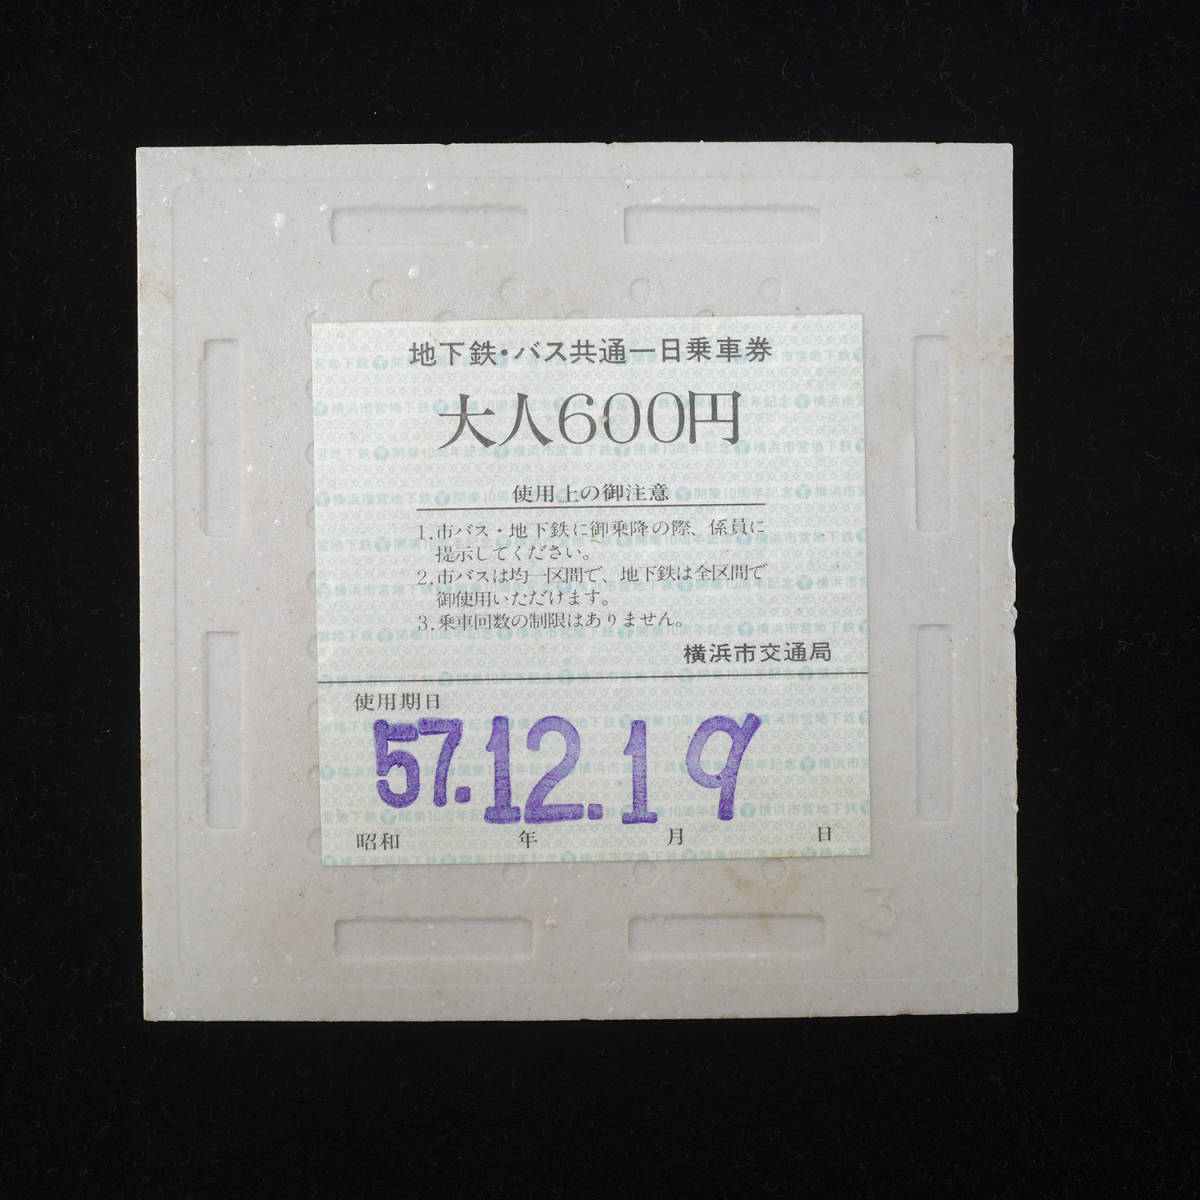 地下鉄・バス共通一日乗車券
大人600円
使用上の御注意
1.市バス・地下鉄に御乗降の際、係員に
提示してください。
2.市バスは均一区間で、地下鉄は全区間で
御使用いただけます。
3.乗車回数の制限はありません。
横浜市交通局
使用期日
57.12.19
昭和 年 月 日
3